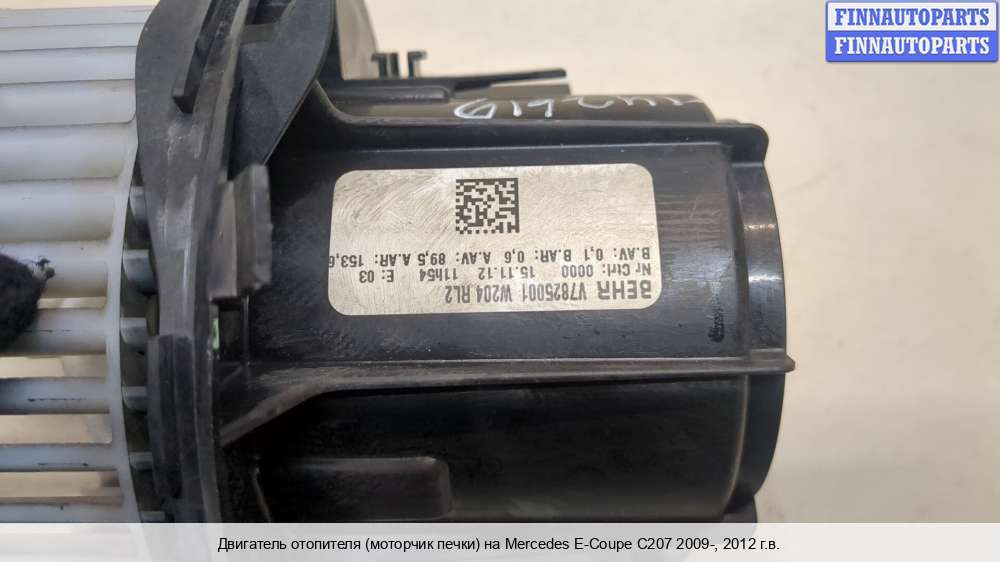 FINNAUTOPARTS
FINNAUTOPARTS
BEHR V7825001 W204 RL2
Nr Ctrl: 0000 15.11.12 11h54 E: 03
B.AV: 0,1 B.AR: 0,6 A.AV: 89,5 A.AR: 153,6
Двигатель отопителя (моторчик печки) на Mercedes E-Coupe C207 2009-, 2012 г.в.